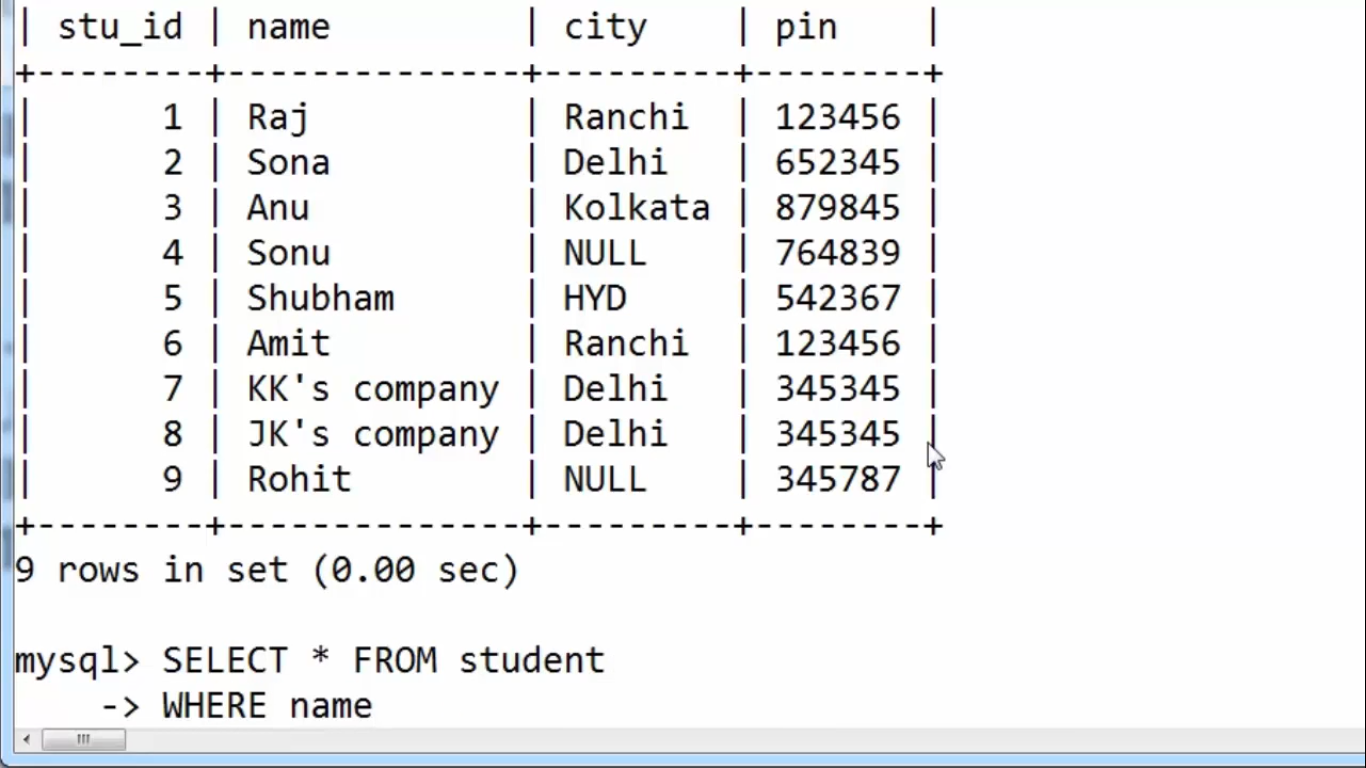 | stu_id | name         | city    | pin    |
+--------+--------------+---------+--------+
|      1 | Raj          | Ranchi  | 123456 |
|      2 | Sona         | Delhi   | 652345 |
|      3 | Anu          | Kolkata | 879845 |
|      4 | Sonu         | NULL    | 764839 |
|      5 | Shubham      | HYD     | 542367 |
|      6 | Amit         | Ranchi  | 123456 |
|      7 | KK's company | Delhi   | 345345 |
|      8 | JK's company | Delhi   | 345345 |
|      9 | Rohit        | NULL    | 345787 |
+--------+--------------+---------+--------+
9 rows in set (0.00 sec)
mysql> SELECT * FROM student
    -> WHERE name